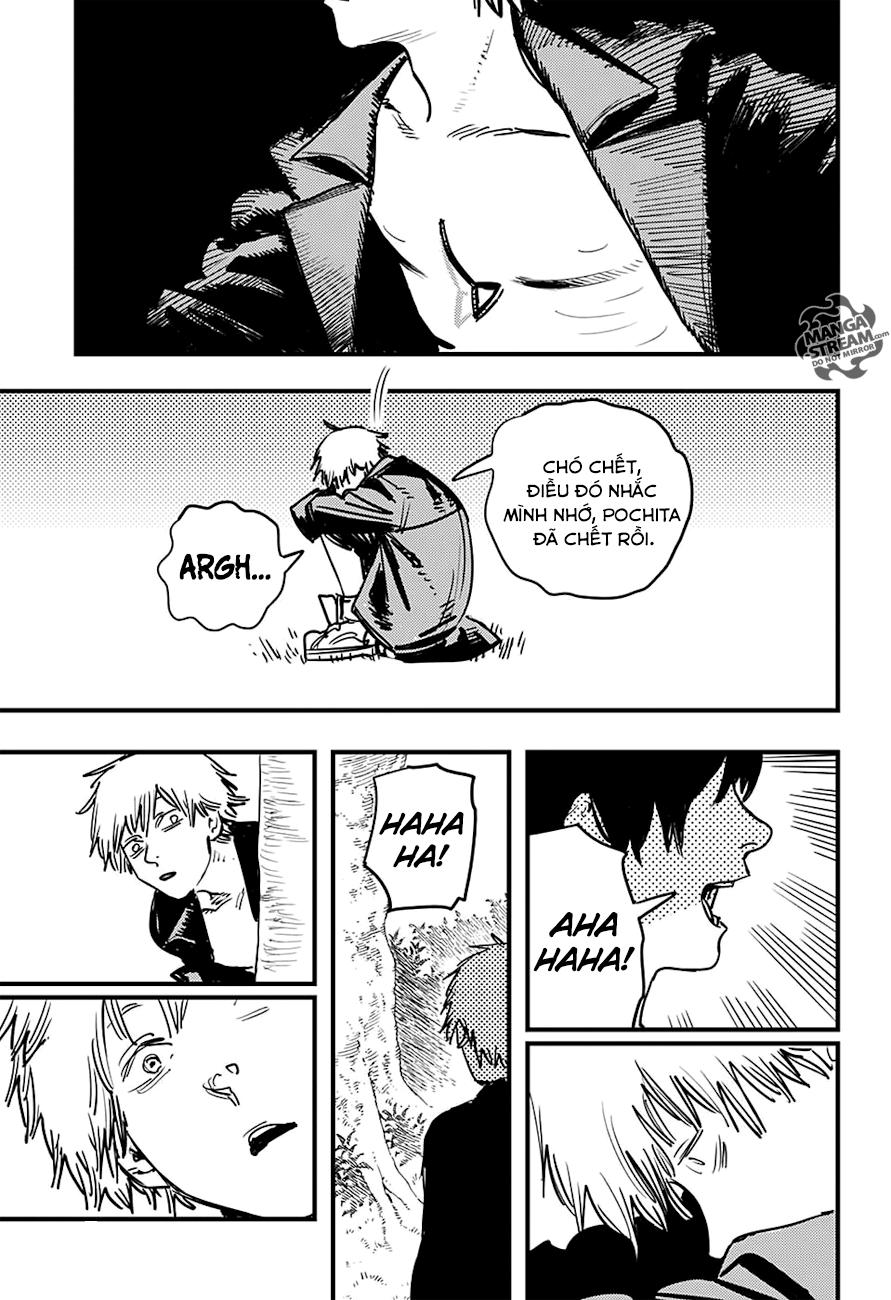 MANGA
STREAM.
DO NOT MIRROR
CHÓ CHẾT,
ĐIỀU ĐÓ NHẮC
MÌNH NHỚ, POCHITA
ĐÃ CHẾT RỒI.
ARGH...
AHA
HAHA!
HAHA
HA!